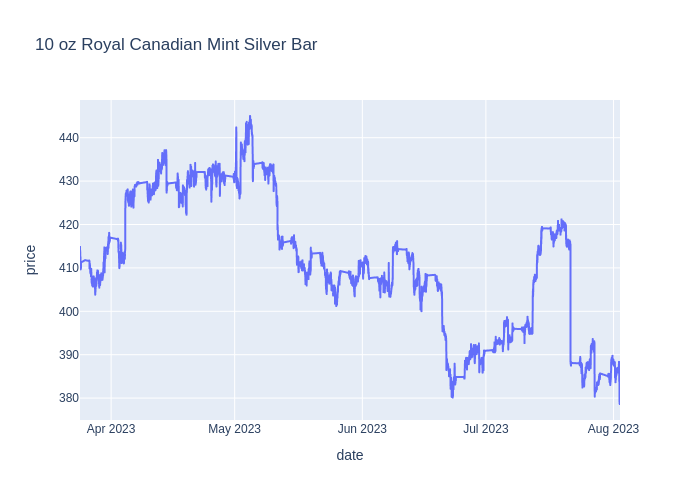 10 oz Royal Canadian Mint Silver Bar
440
430
420
410
400
390
380
price
Apr 2023
May 2023
Jun 2023
Jul 2023
Aug 2023
date